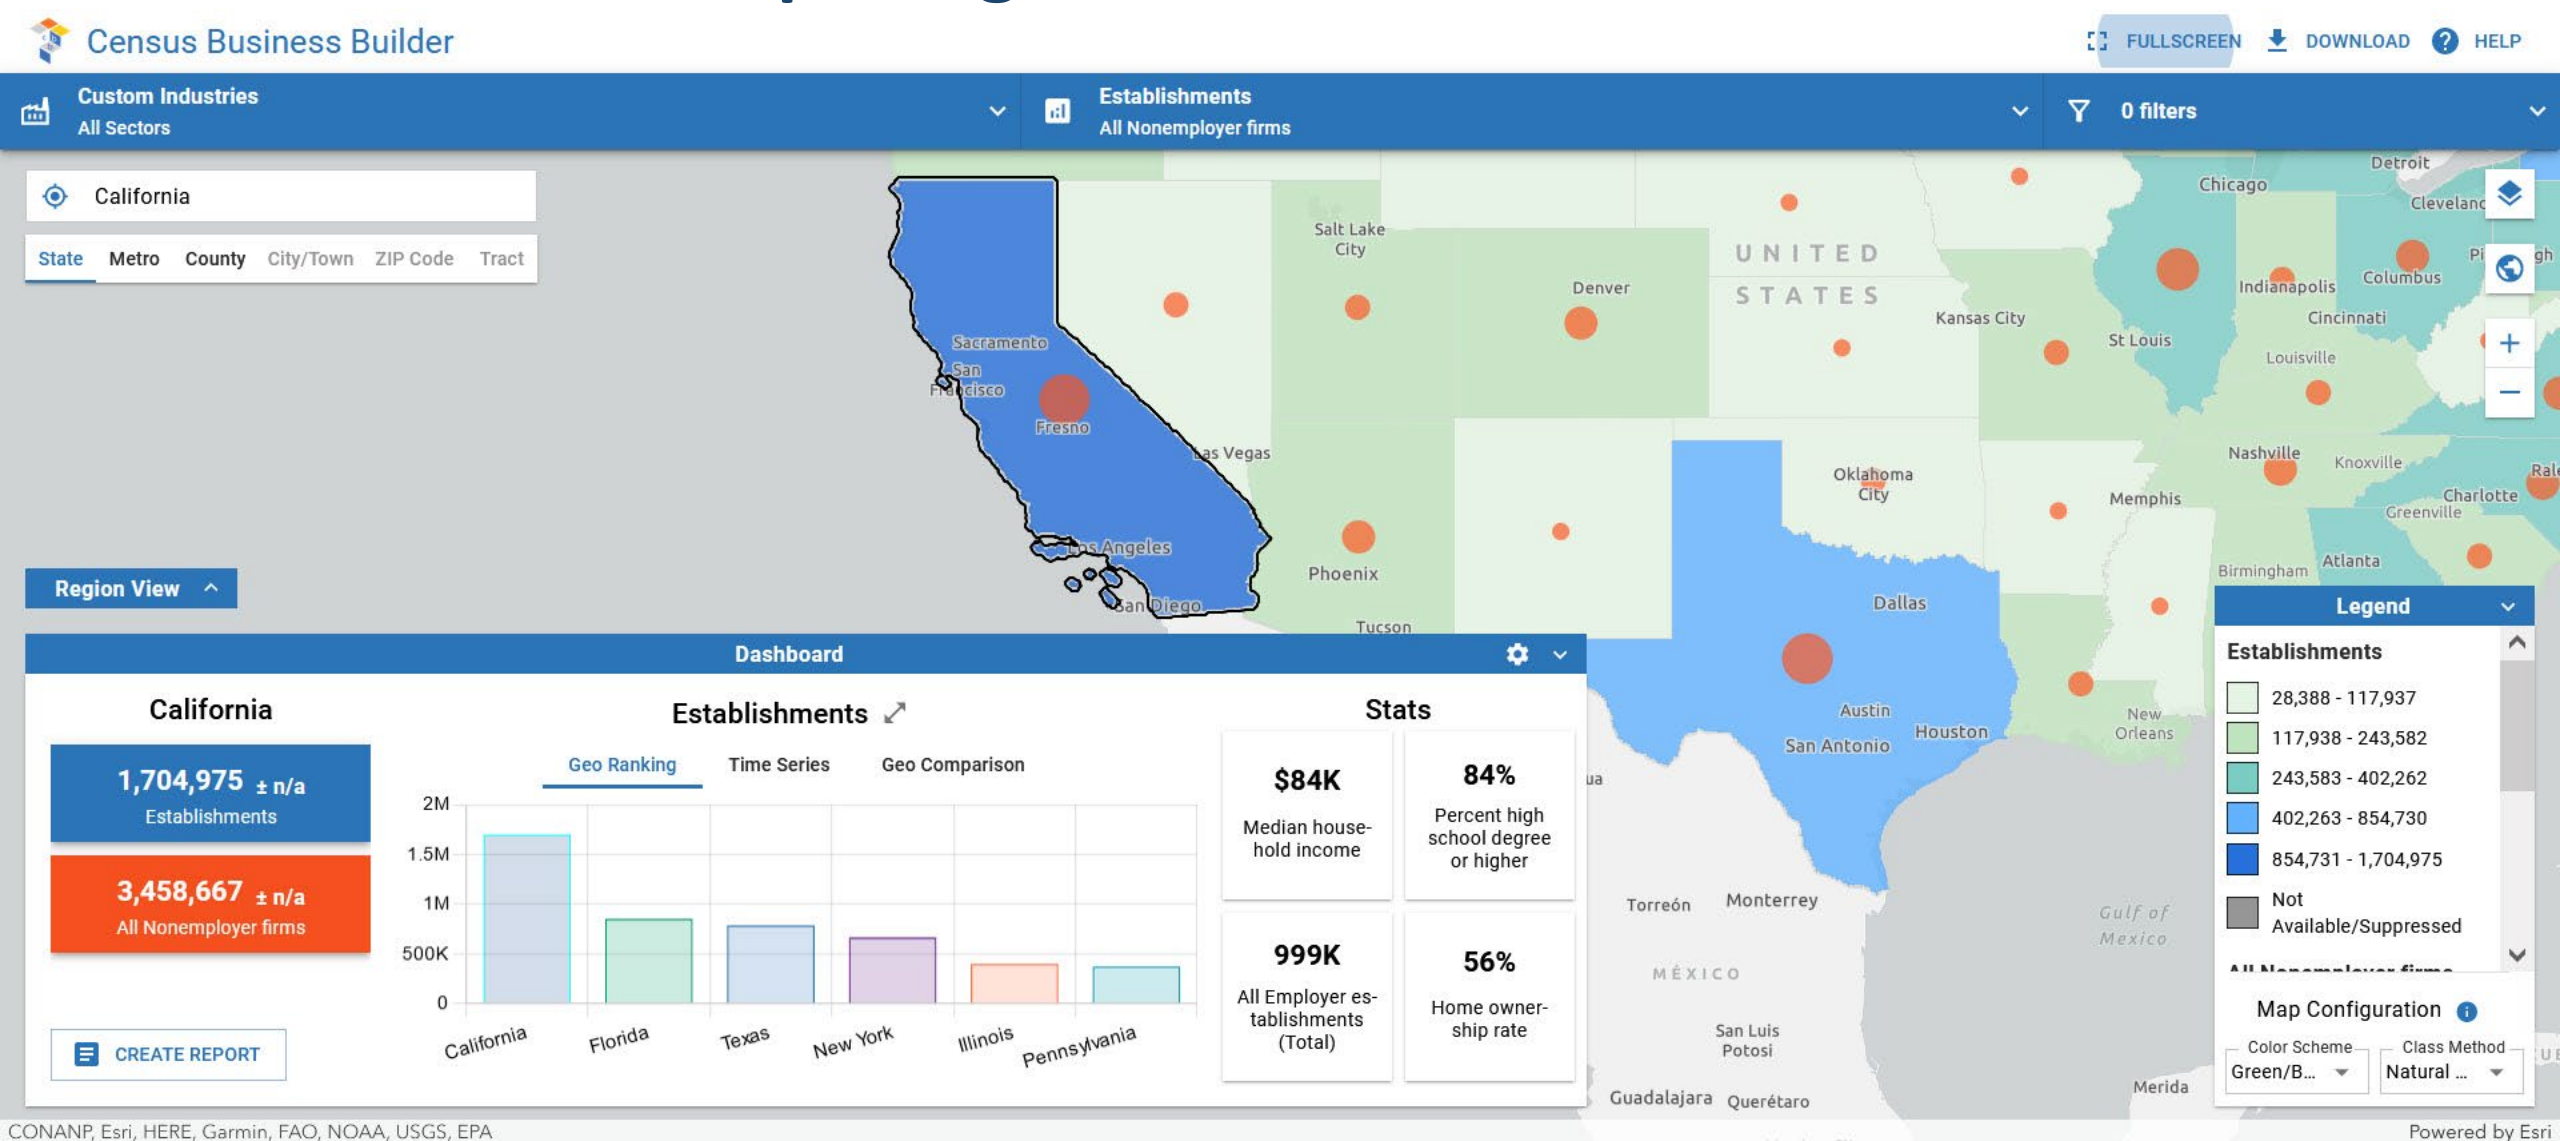 Census Business Builder
FULLSCREEN
DOWNLOAD
HELP
Custom Industries
All Sectors
Establishments
All Nonemployer firms
0 filters
California
State
Metro
County
City/Town
ZIP Code
Tract
Detroit
Chicago
Salt Lake
City
UNITED
STATES
Denver
Indianapolis
Columbus
Cincinnati
Kansas City
St Louis
Louisville
Sacramento
San
Francisco
Fresno
Las Vegas
Nashville
Knoxville
Oklahoma
City
Memphis
Charlotte
Greenville
Los Angeles
Phoenix
Atlanta
Birmingham
San Diego
Dallas
Tucson
Austin
Houston
San Antonio
New
Orleans
Torreón
Monterrey
Gulf of
Mexico
MÉXICO
San Luis
Potosi
Merida
Guadalajara
Querétaro
Region View
Dashboard
California
1,704,975 ± n/a
Establishments
3,458,667 ± n/a
All Nonemployer firms
CREATE REPORT
Establishments
Geo Ranking
Time Series
Geo Comparison
2M
1.5M
1M
500K
0
California
Florida
Texas
New York
Illinois
Pennsylvania
Stats
$84K
Median house-
hold income
84%
Percent high
school degree
or higher
999K
All Employer es-
tablishments
(Total)
56%
Home owner-
ship rate
Legend
Establishments
28,388 - 117,937
117,938 - 243,582
243,583 - 402,262
402,263 - 854,730
854,731 - 1,704,975
Not
Available/Suppressed
All Nonemployer firms
Map Configuration
Color Scheme
Green/B...
Class Method
Natural ...
CONANP, Esri, HERE, Garmin, FAO, NOAA, USGS, EPA
Powered by Esri